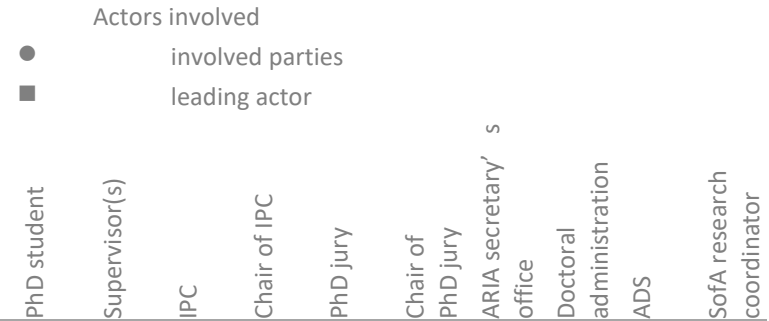 Actors involved
● involved parties
■ leading actor
PhD student
Supervisor(s)
IPC
Chair of IPC
PhD jury
Chair of
PhD jury
ARIA secretary’ s
office
Doctoral
administration
ADS
SofA research
coordinator